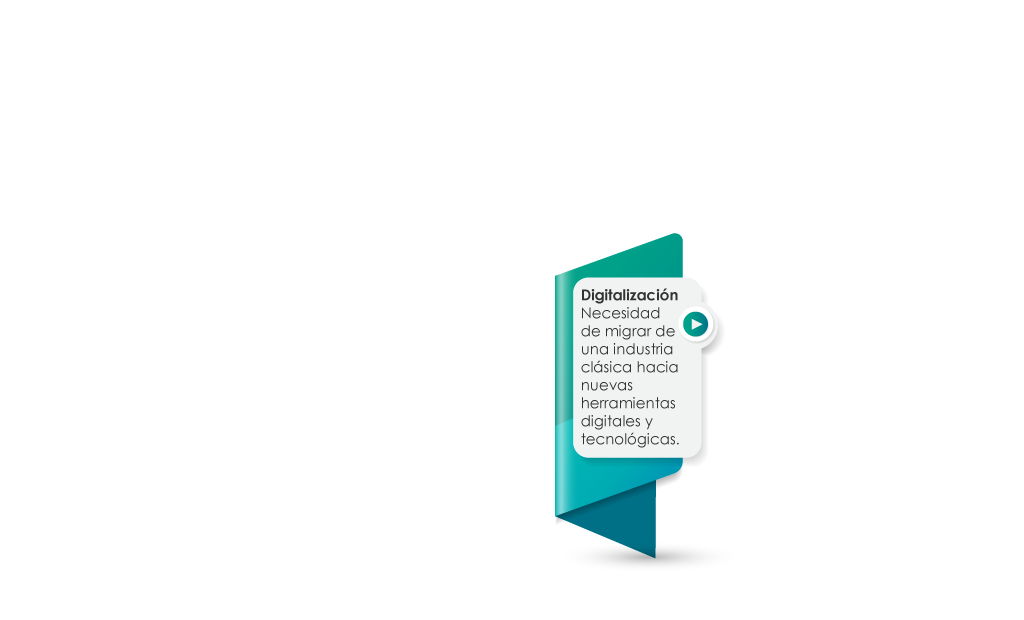 Digitalización
Necesidad
de migrar de
una industria
clásica hacia
nuevas
herramientas
digitales y
tecnológicas.